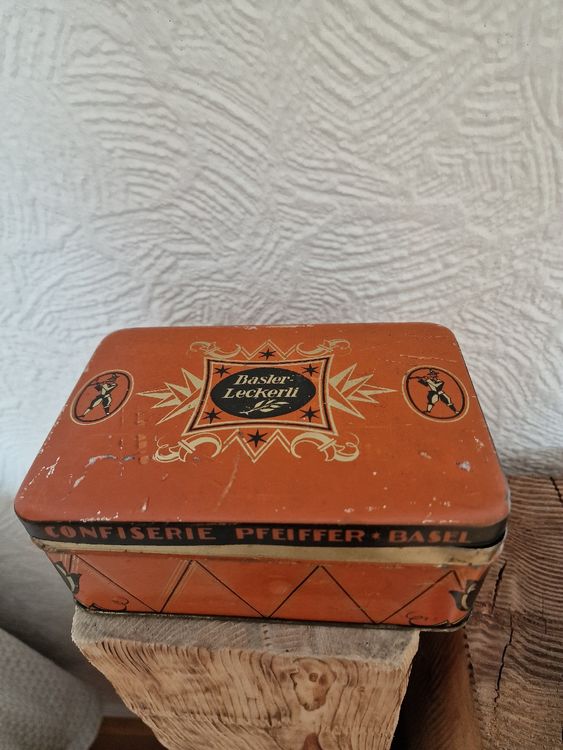 Basler-
Leckerli
CONFISERIE PFEIFFER * BASEL